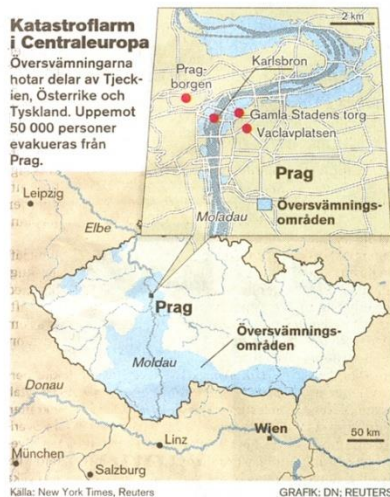 Katastroflarm
i Centraleuropa
Översvämningarna
hotar delar av Tjeck-
ien, Österrike och
Tyskland. Uppemot
50 000 personer
evakueras från
Prag.
2 km
Karlsbron
Prag-
borgen
Gamla Stadens torg
Vaclavplatsen
Prag
Moladau
Översvämnings-
områden
Leipzig
Elbe
Prag
Översvämnings-
områden
Moldau
Donau
Wien
Linz
50 km
München
Salzburg
Källa: New York Times, Reuters
GRAFIK: DN; REUTERS